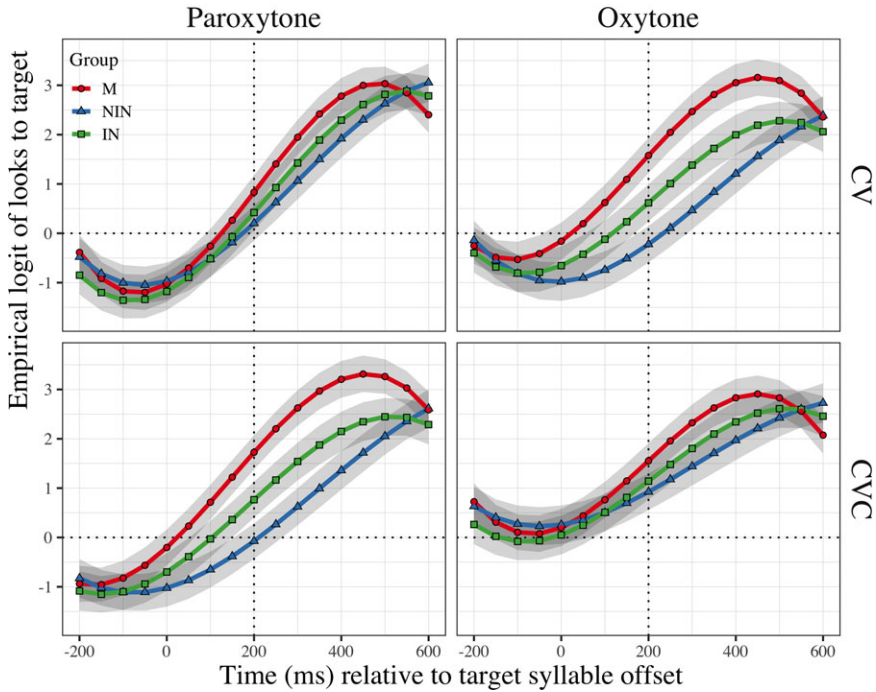 Paroxytone
Oxytone
Empirical logit of looks to target
Group
M
NIN
IN
3
2
1
0
-1
CV
3
2
1
0
-1
CVC
-200
0
200
400
600
-200
0
200
400
600
Time (ms) relative to target syllable offset